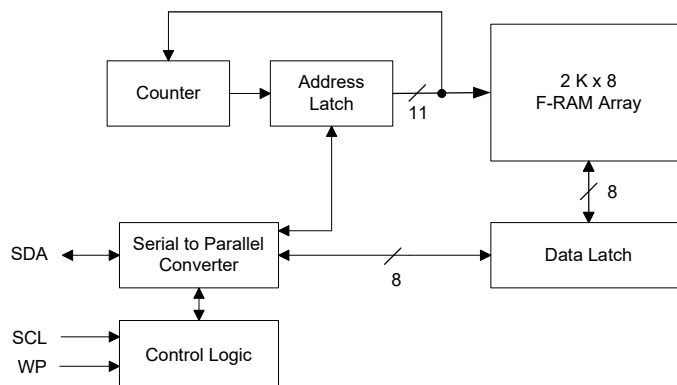 Counter
Address
Latch
11
2 K x 8
F-RAM Array
8
SDA
Serial to Parallel
Converter
8
Data Latch
SCL
WP
Control Logic